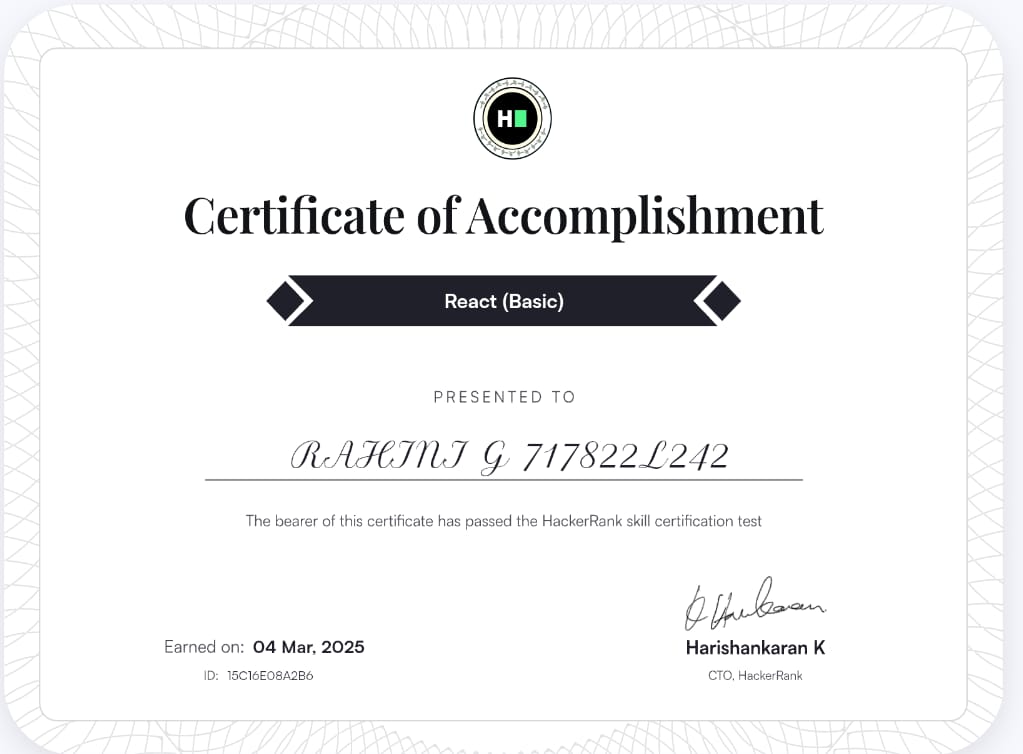 H
Certificate of Accomplishment
React (Basic)
PRESENTED TO
RAHINI G 717822L242
The bearer of this certificate has passed the HackerRank skill certification test
Earned on: 04 Mar, 2025
ID: 15C16E08A2B6
Harishankaran K
CTO, HackerRank